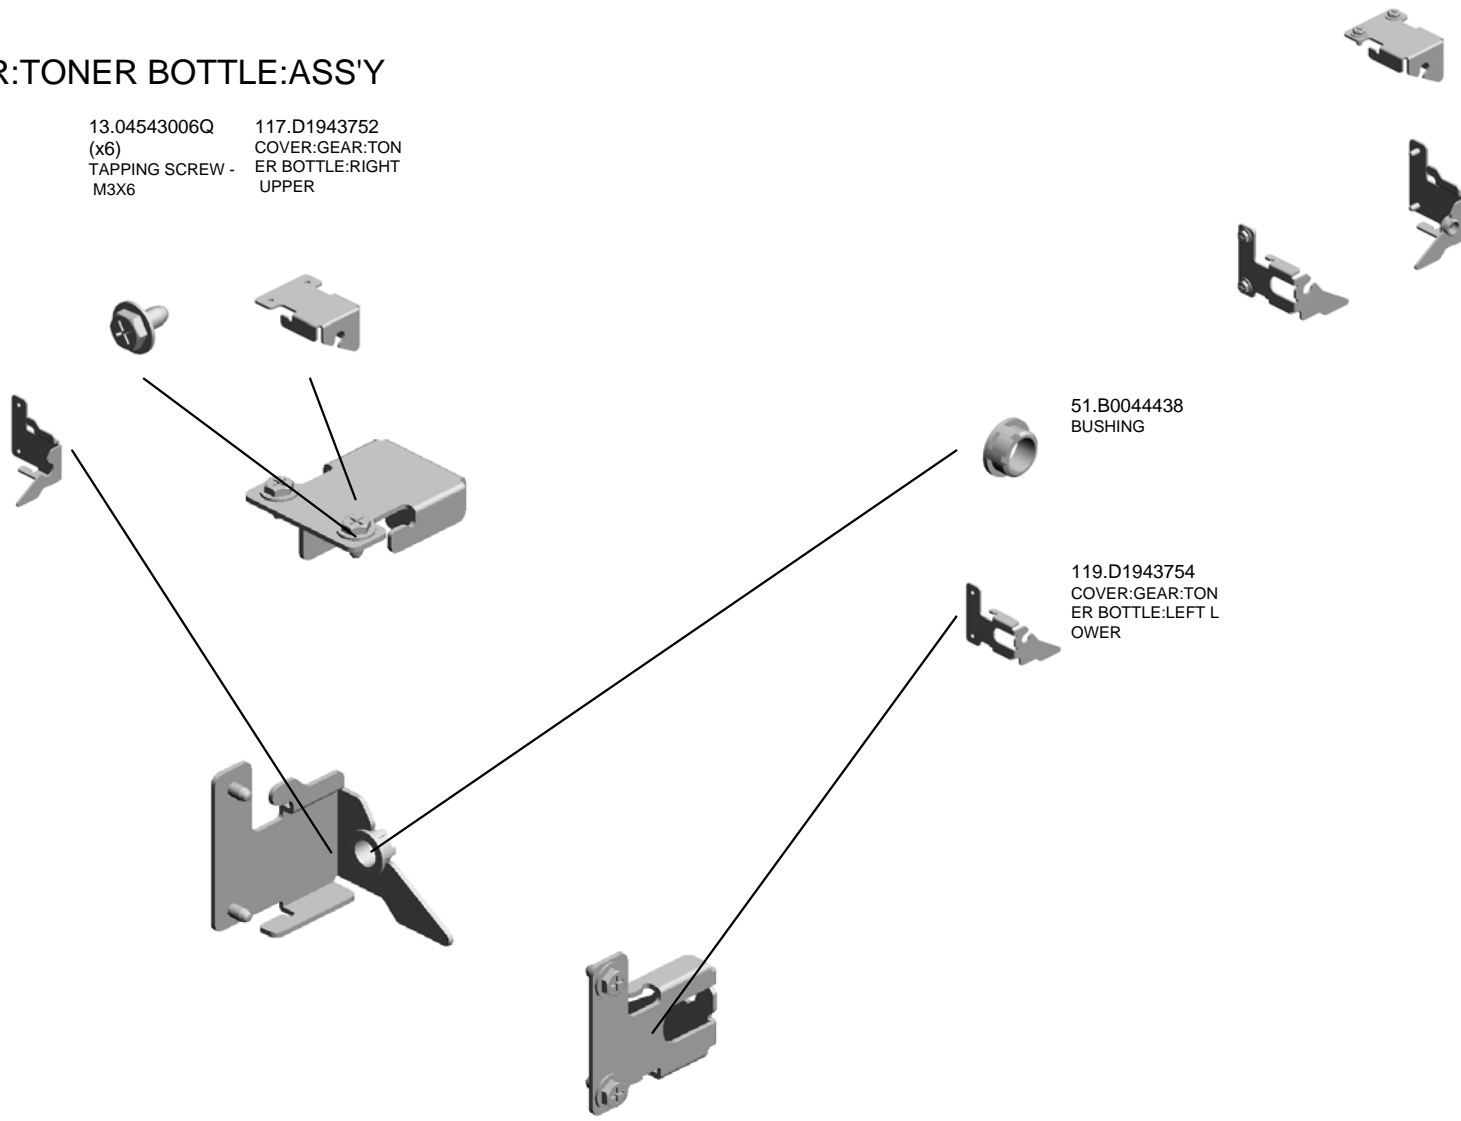 R:TONER BOTTLE:ASS'Y
13.04543006Q
(x6)
TAPPING SCREW -
M3X6
117.D1943752
COVER:GEAR:TON
ER BOTTLE:RIGHT
UPPER
51.B0044438
BUSHING
119.D1943754
COVER:GEAR:TON
ER BOTTLE:LEFT L
OWER